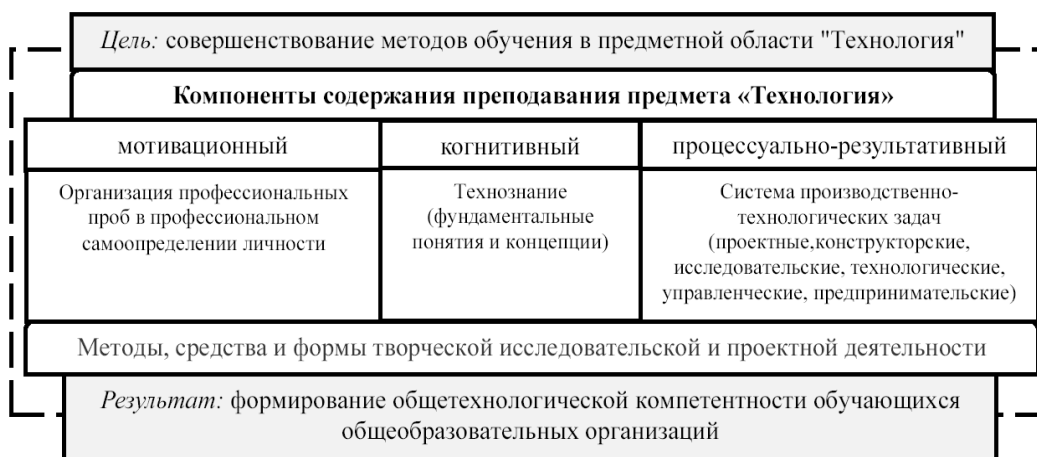 Цель: совершенствование методов обучения в предметной области "Технология"
Компоненты содержания преподавания предмета «Технология»
мотивационный
когнитивный
процессуально-результативный
Организация профессиональных
проб в профессиональном
самоопределении личности
Технознание
(фундаментальные
понятия и концепции)
Система производственно-
технологических задач
(проектные,конструкторские,
исследовательские, технологические,
управленческие, предпринимательские)
Методы, средства и формы творческой исследовательской и проектной деятельности
Результат: формирование общетехнологической компетентности обучающихся
общеобразовательных организаций